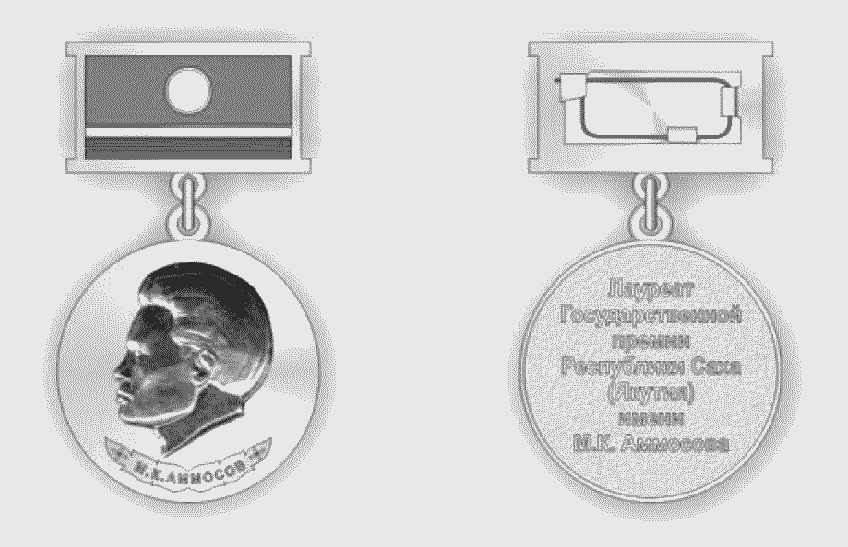 М.К.АММОСОВ
Лауреат
Государственной
премии
Республики Саха
(Якутия)
имени
М.К. Аммосова